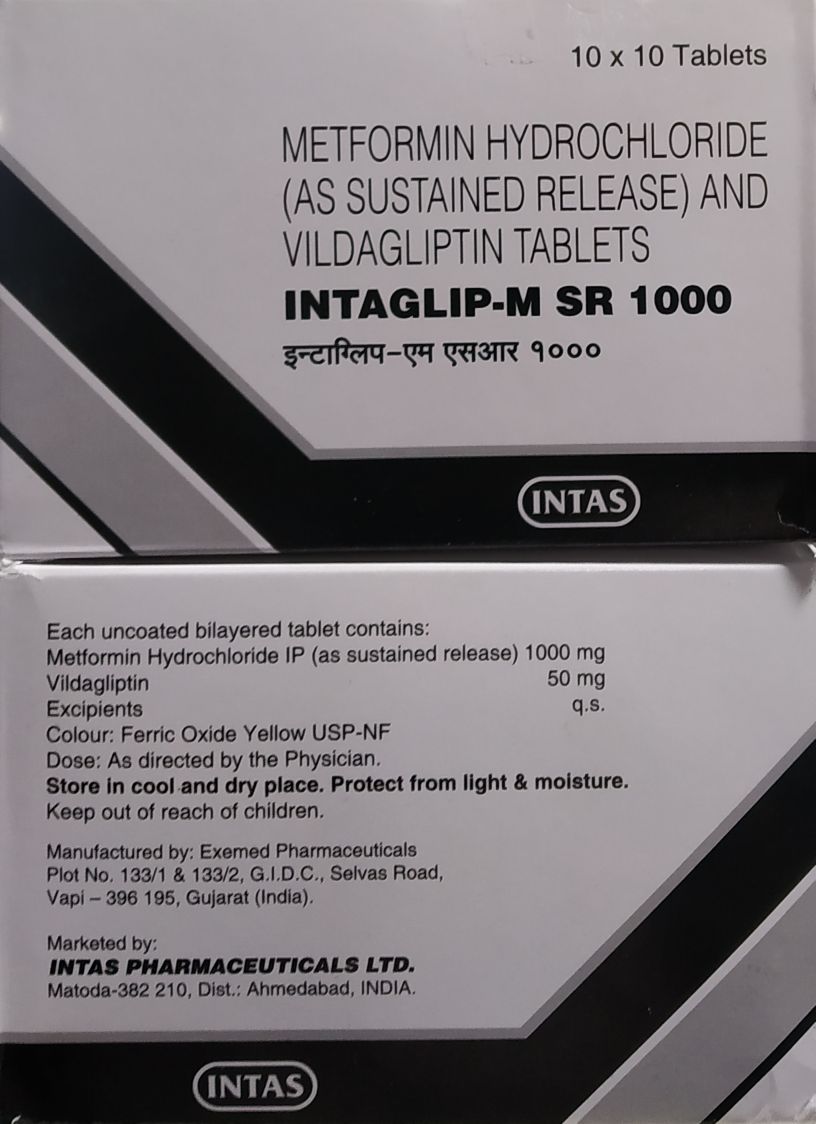 10 x 10 Tablets
METFORMIN HYDROCHLORIDE
(AS SUSTAINED RELEASE) AND
VILDAGLIPTIN TABLETS
INTAGLIP-M SR 1000
इन्टाग्लिप-एम एसआर १०००
INTAS
Each uncoated bilayered tablet contains:
Metformin Hydrochloride IP (as sustained release) 1000 mg
Vildagliptin 50 mg
Excipients q.s.
Colour: Ferric Oxide Yellow USP-NF
Dose: As directed by the Physician.
Store in cool and dry place. Protect from light & moisture.
Keep out of reach of children.
Manufactured by: Exemed Pharmaceuticals
Plot No. 133/1 & 133/2, G.I.D.C., Selvas Road,
Vapi – 396 195, Gujarat (India).
Marketed by:
INTAS PHARMACEUTICALS LTD.
Matoda-382 210, Dist.: Ahmedabad, INDIA.
INTAS